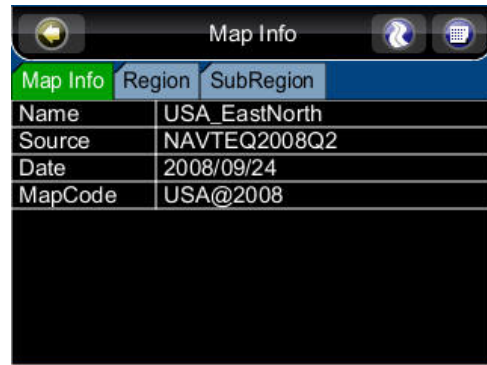 Map Info
Map Info Region SubRegion
Name USA_EastNorth
Source NAVTEQ2008Q2
Date 2008/09/24
MapCode USA@2008